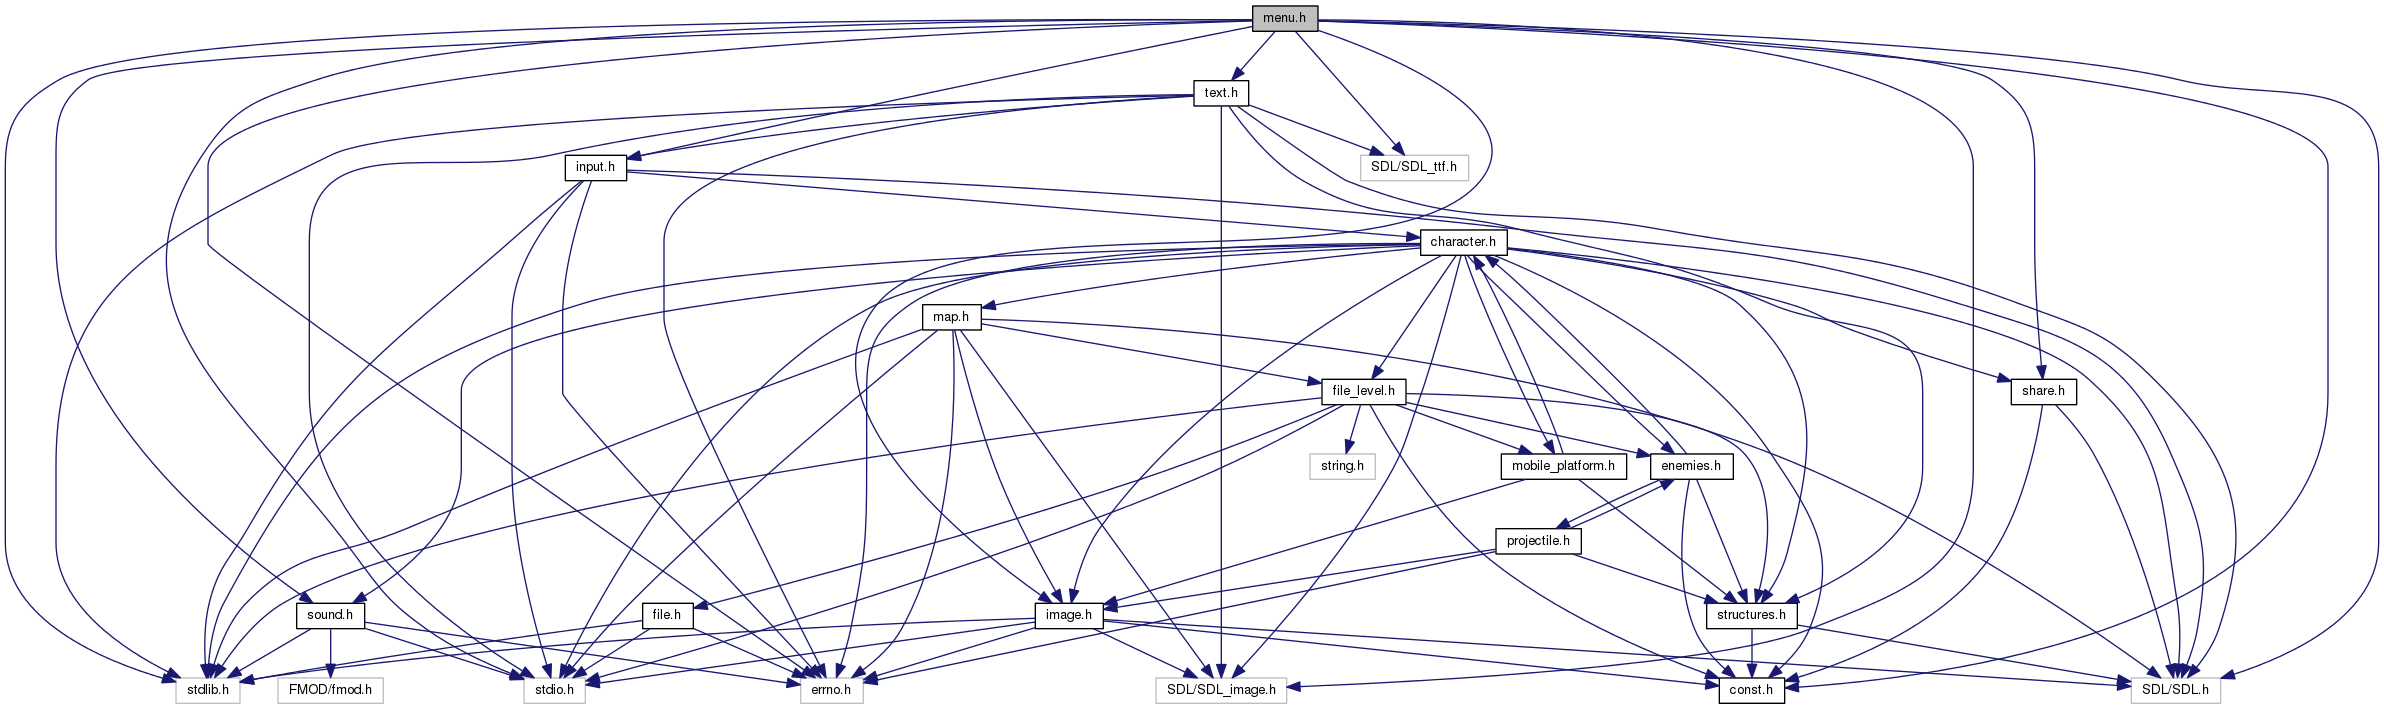 menu.h
text.h
input.h
SDL/SDL_ttf.h
character.h
map.h
file_level.h
share.h
string.h
mobile_platform.h
enemies.h
projectile.h
sound.h
file.h
image.h
structures.h
stdlib.h
FMOD/fmod.h
stdio.h
errno.h
SDL/SDL_image.h
const.h
SDL/SDL.h